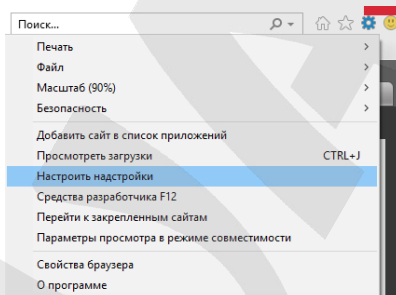 Поиск...
Печать
Файл
Масштаб (90%)
Безопасность
Добавить сайт в список приложений
Просмотреть загрузки CTRL+J
Настроить надстройки
Средства разработчика F12
Перейти к закрепленным сайтам
Параметры просмотра в режиме совместимости
Свойства браузера
О программе